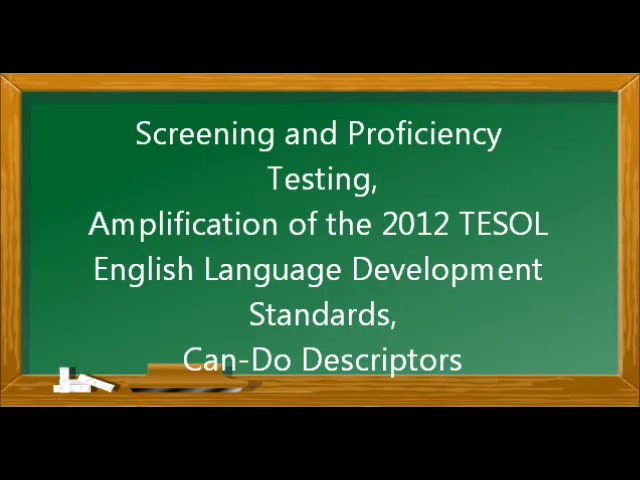 Screening and Proficiency
Testing,
Amplification of the 2012 TESOL
English Language Development
Standards,
Can-Do Descriptors